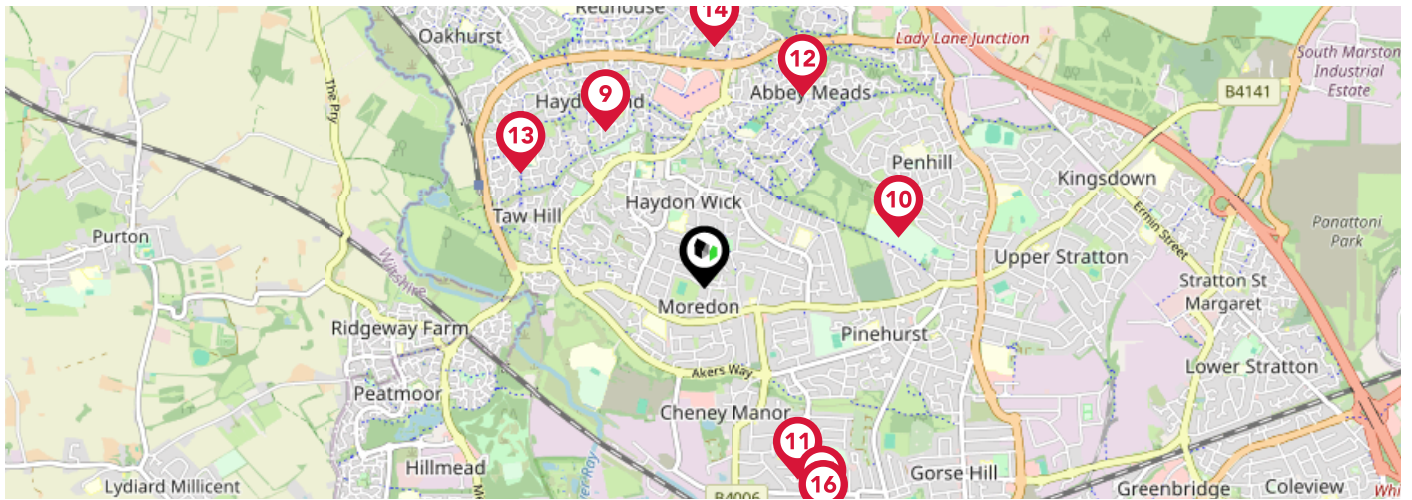 Redhouse
14
Oakhurst
Lady Lane Junction
South Marston
Industrial
Estate
12
Abbey Meads
B4141
The Pry
9
13
Penhill
Kingsdown
10
Haydon Wick
Taw Hill
Ermin Street
Panattoni
Park
Purton
Wiltshire
Upper Stratton
Stratton St
Margaret
Moredon
Ridgeway Farm
Pinehurst
Lower Stratton
Akers Way
Peatmoor
Cheney Manor
11
16
Hillmead
Gorse Hill
Lydiard Millicent
B4006
Greenbridge
Coleview